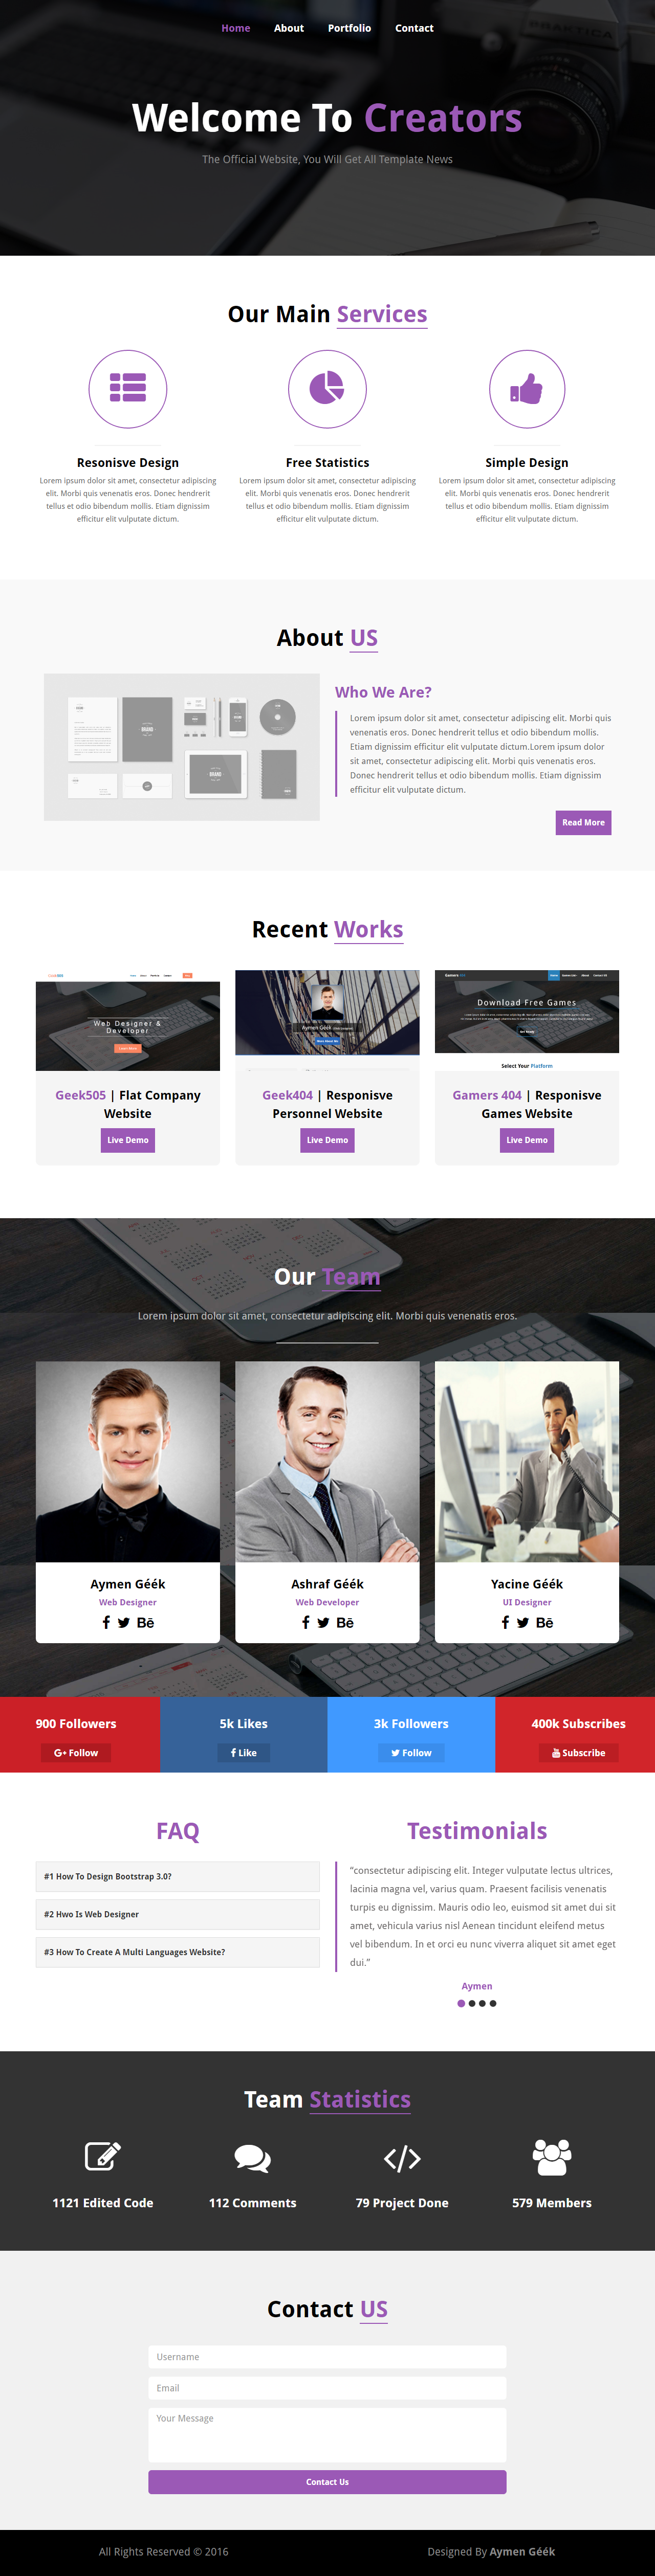 Home About Portfolio Contact
PRAKTICA
Welcome To Creators
The Official Website, You Will Get All Template News
Our Main Services
Resonisve Design
Lorem ipsum dolor sit amet, consectetur adipiscing
elit. Morbi quis venenatis eros. Donec hendrerit
tellus et odio bibendum mollis. Etiam dignissim
efficitur elit vulputate dictum.
Free Statistics
Lorem ipsum dolor sit amet, consectetur adipiscing
elit. Morbi quis venenatis eros. Donec hendrerit
tellus et odio bibendum mollis. Etiam dignissim
efficitur elit vulputate dictum.
Simple Design
Lorem ipsum dolor sit amet, consectetur adipiscing
elit. Morbi quis venenatis eros. Donec hendrerit
tellus et odio bibendum mollis. Etiam dignissim
efficitur elit vulputate dictum.
About US
Who We Are?
Lorem ipsum dolor sit amet, consectetur adipiscing elit. Morbi quis
venenatis eros. Donec hendrerit tellus et odio bibendum mollis.
Etiam dignissim efficitur elit vulputate dictum.Lorem ipsum dolor
sit amet, consectetur adipiscing elit. Morbi quis venenatis eros.
Donec hendrerit tellus et odio bibendum mollis. Etiam dignissim
efficitur elit vulputate dictum.
Read More
Recent Works
Web Designer &
Developer
Geek505 | Flat Company
Website
Live Demo
Aymen Géék
Geek404 | Responisve
Personnel Website
Live Demo
Download Free Games
Select Your Platform
Gamers 404 | Responisve
Games Website
Live Demo
Our Team
Lorem ipsum dolor sit amet, consectetur adipiscing elit. Morbi quis venenatis eros.
Aymen Géék
Web Designer
Bē
Ashraf Géék
Web Developer
Bē
Yacine Géék
UI Designer
Bē
900 Followers
G+ Follow
5k Likes
Like
3k Followers
Follow
400k Subscribes
Subscribe
FAQ
#1 How To Design Bootstrap 3.0?
#2 Hwo Is Web Designer
#3 How To Create A Multi Languages Website?
Testimonials
“consectetur adipiscing elit. Integer vulputate lectus ultrices,
lacinia magna vel, varius quam. Praesent facilisis venenatis
turpis eu dignissim. Mauris odio leo, euismod sit amet dui sit
amet, vehicula varius nisl Aenean tincidunt eleifend metus
vel bibendum. In et orci eu nunc viverra aliquet sit amet eget
dui.”
Aymen
Team Statistics
1121 Edited Code
112 Comments
79 Project Done
579 Members
Contact US
Username
Email
Your Message
Contact Us
All Rights Reserved © 2016
Designed By Aymen Géék